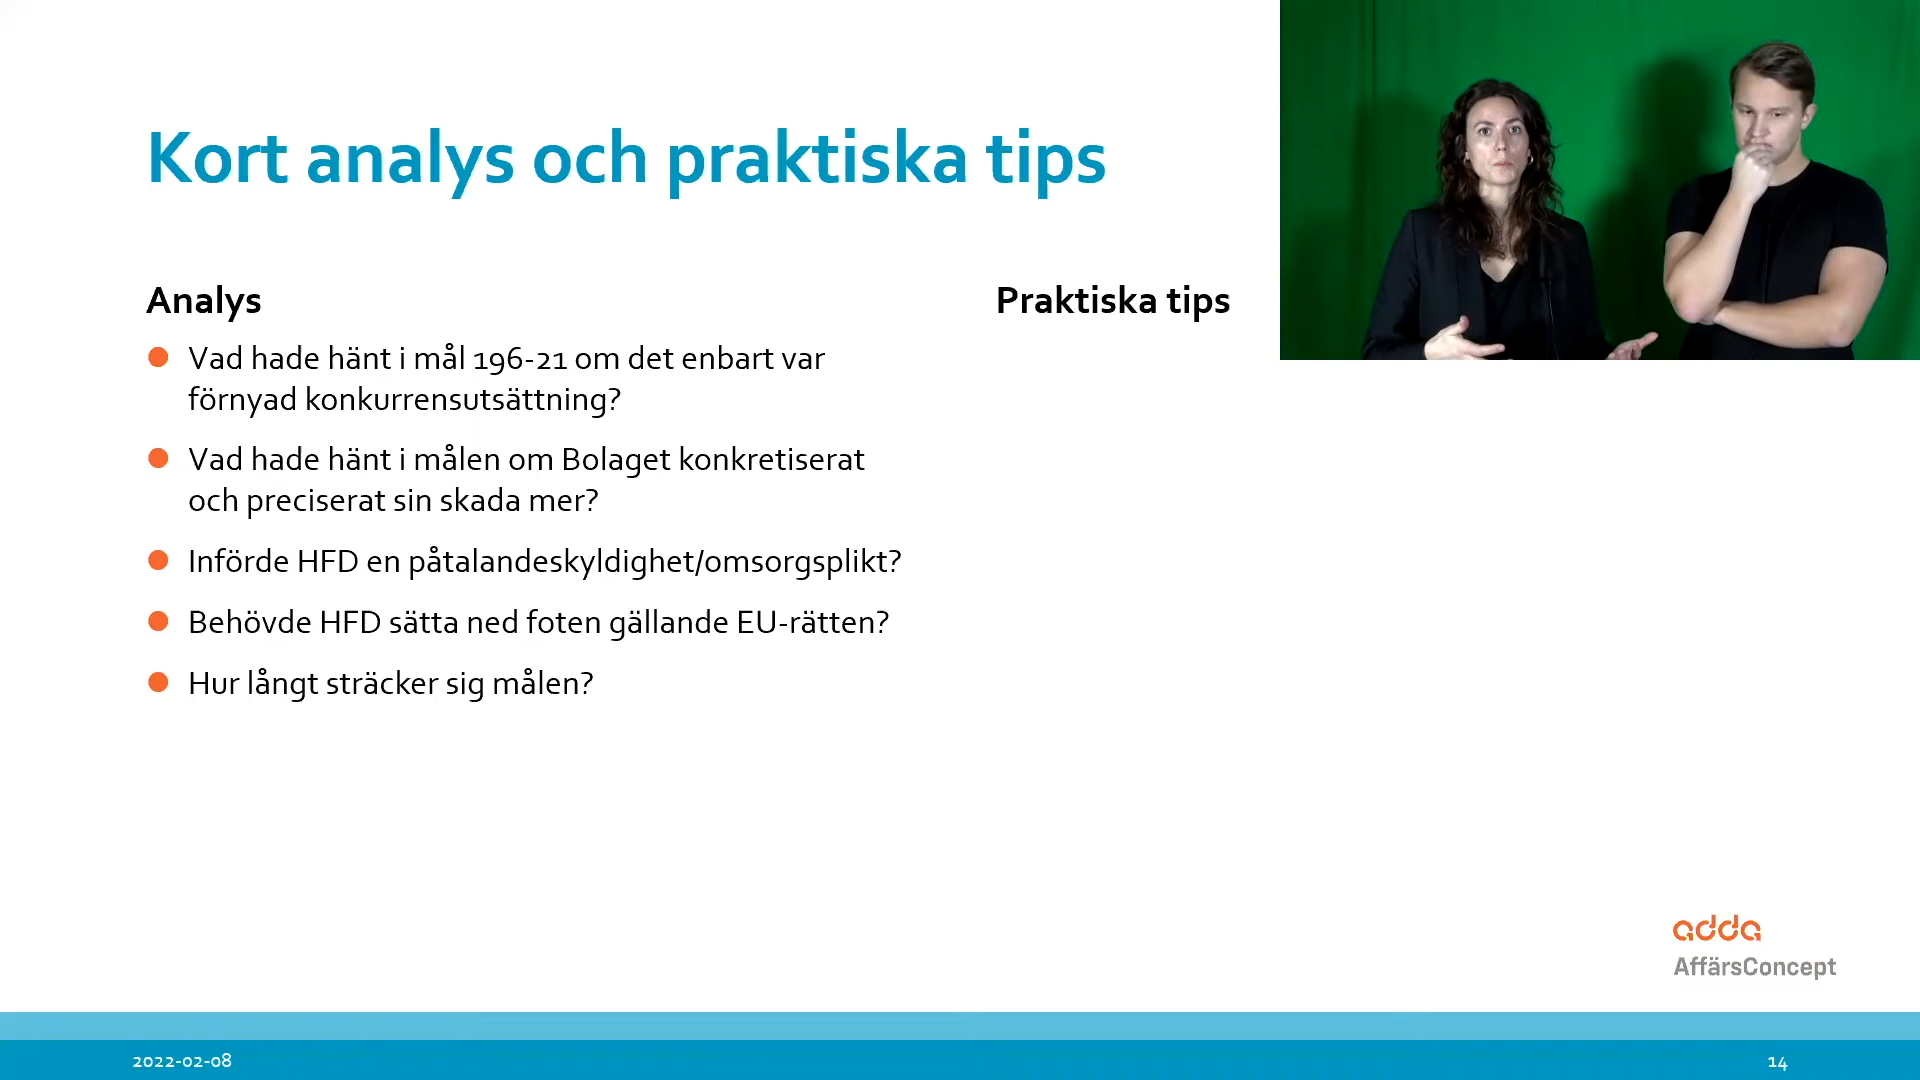 Kort analys och praktiska tips
Analys
Vad hade hänt i mål 196-21 om det enbart var
förnyad konkurrensutsättning?
Vad hade hänt i målen om Bolaget konkretiserat
och preciserat sin skada mer?
Införde HFD en påtalandeskyldighet/omsorgsplikt?
Behövde HFD sätta ned foten gällande EU-rätten?
Hur långt sträcker sig målen?
Praktiska tips
adda
AffärsConcept
2022-02-08
14